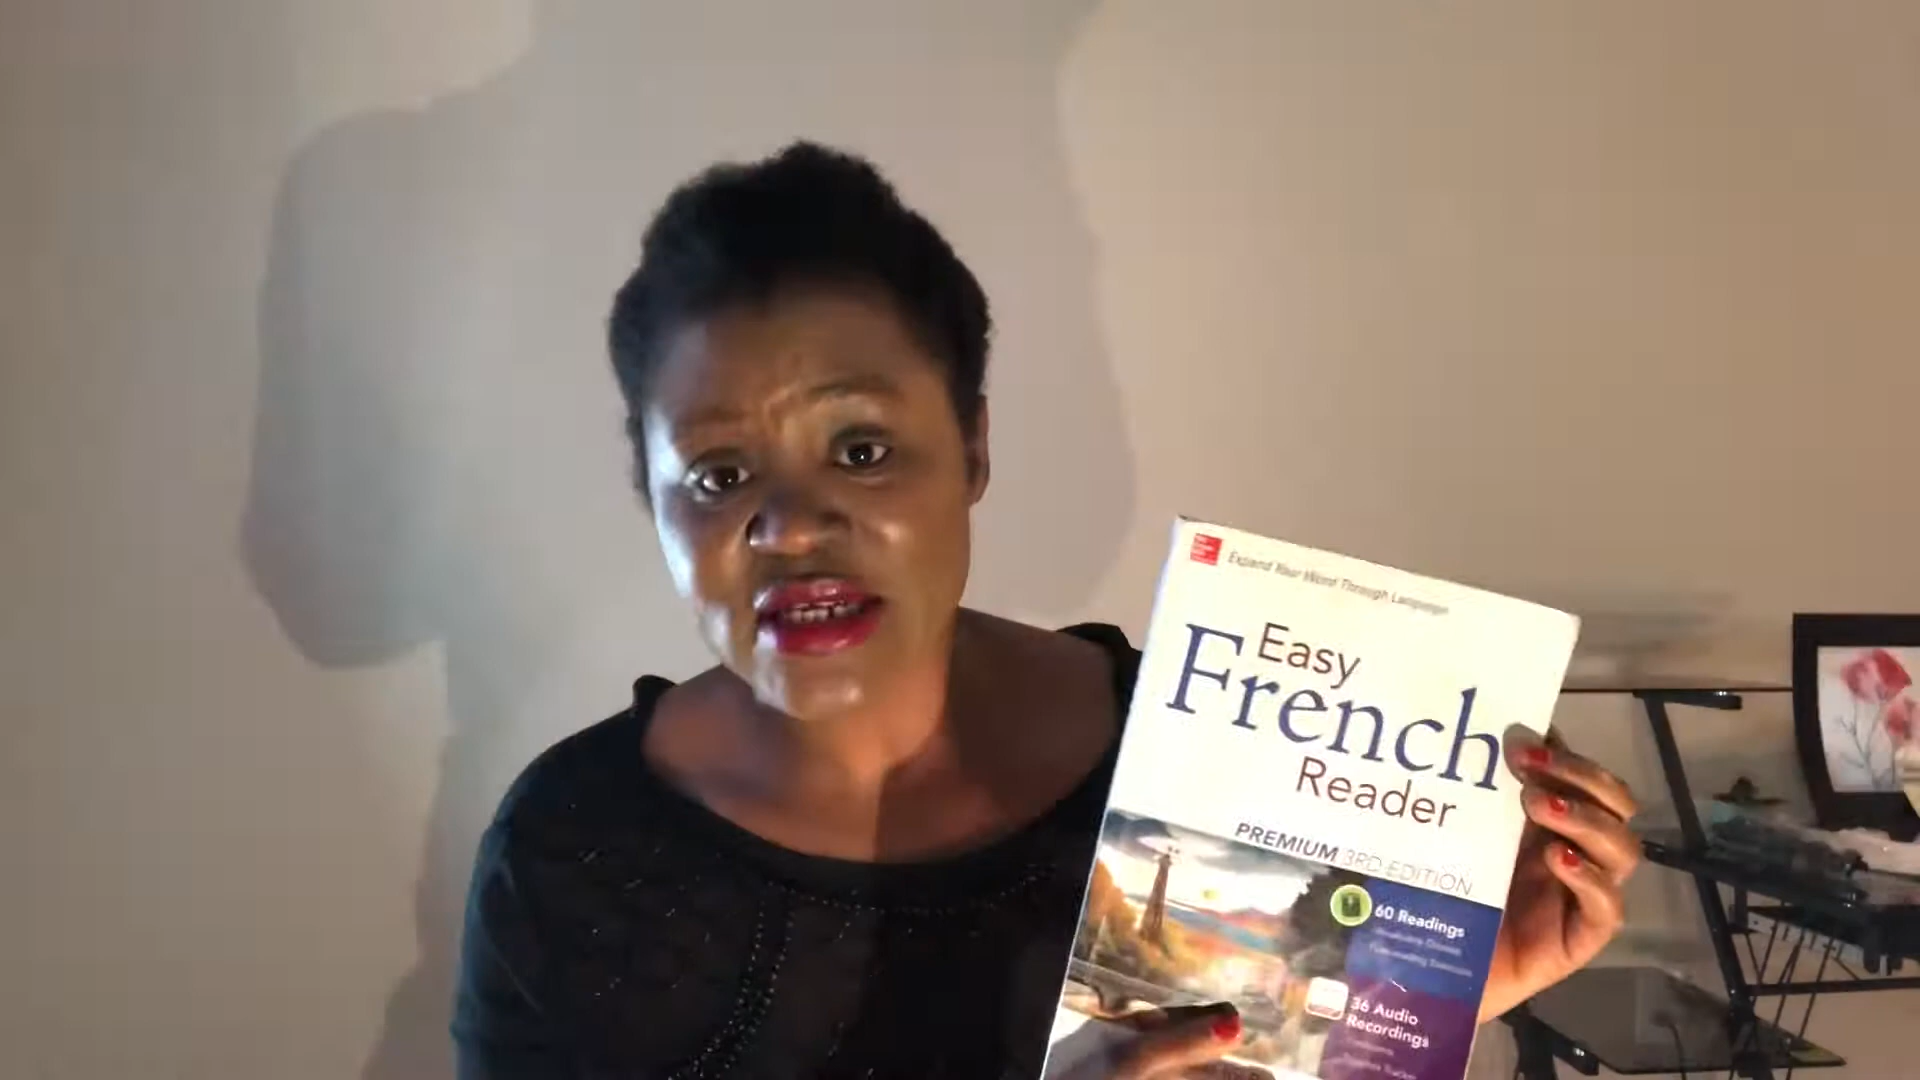 Expand Your World Through Language
Easy
French
Reader
PREMIUM 3RD EDITION
60 Readings
36 Audio
Recordings